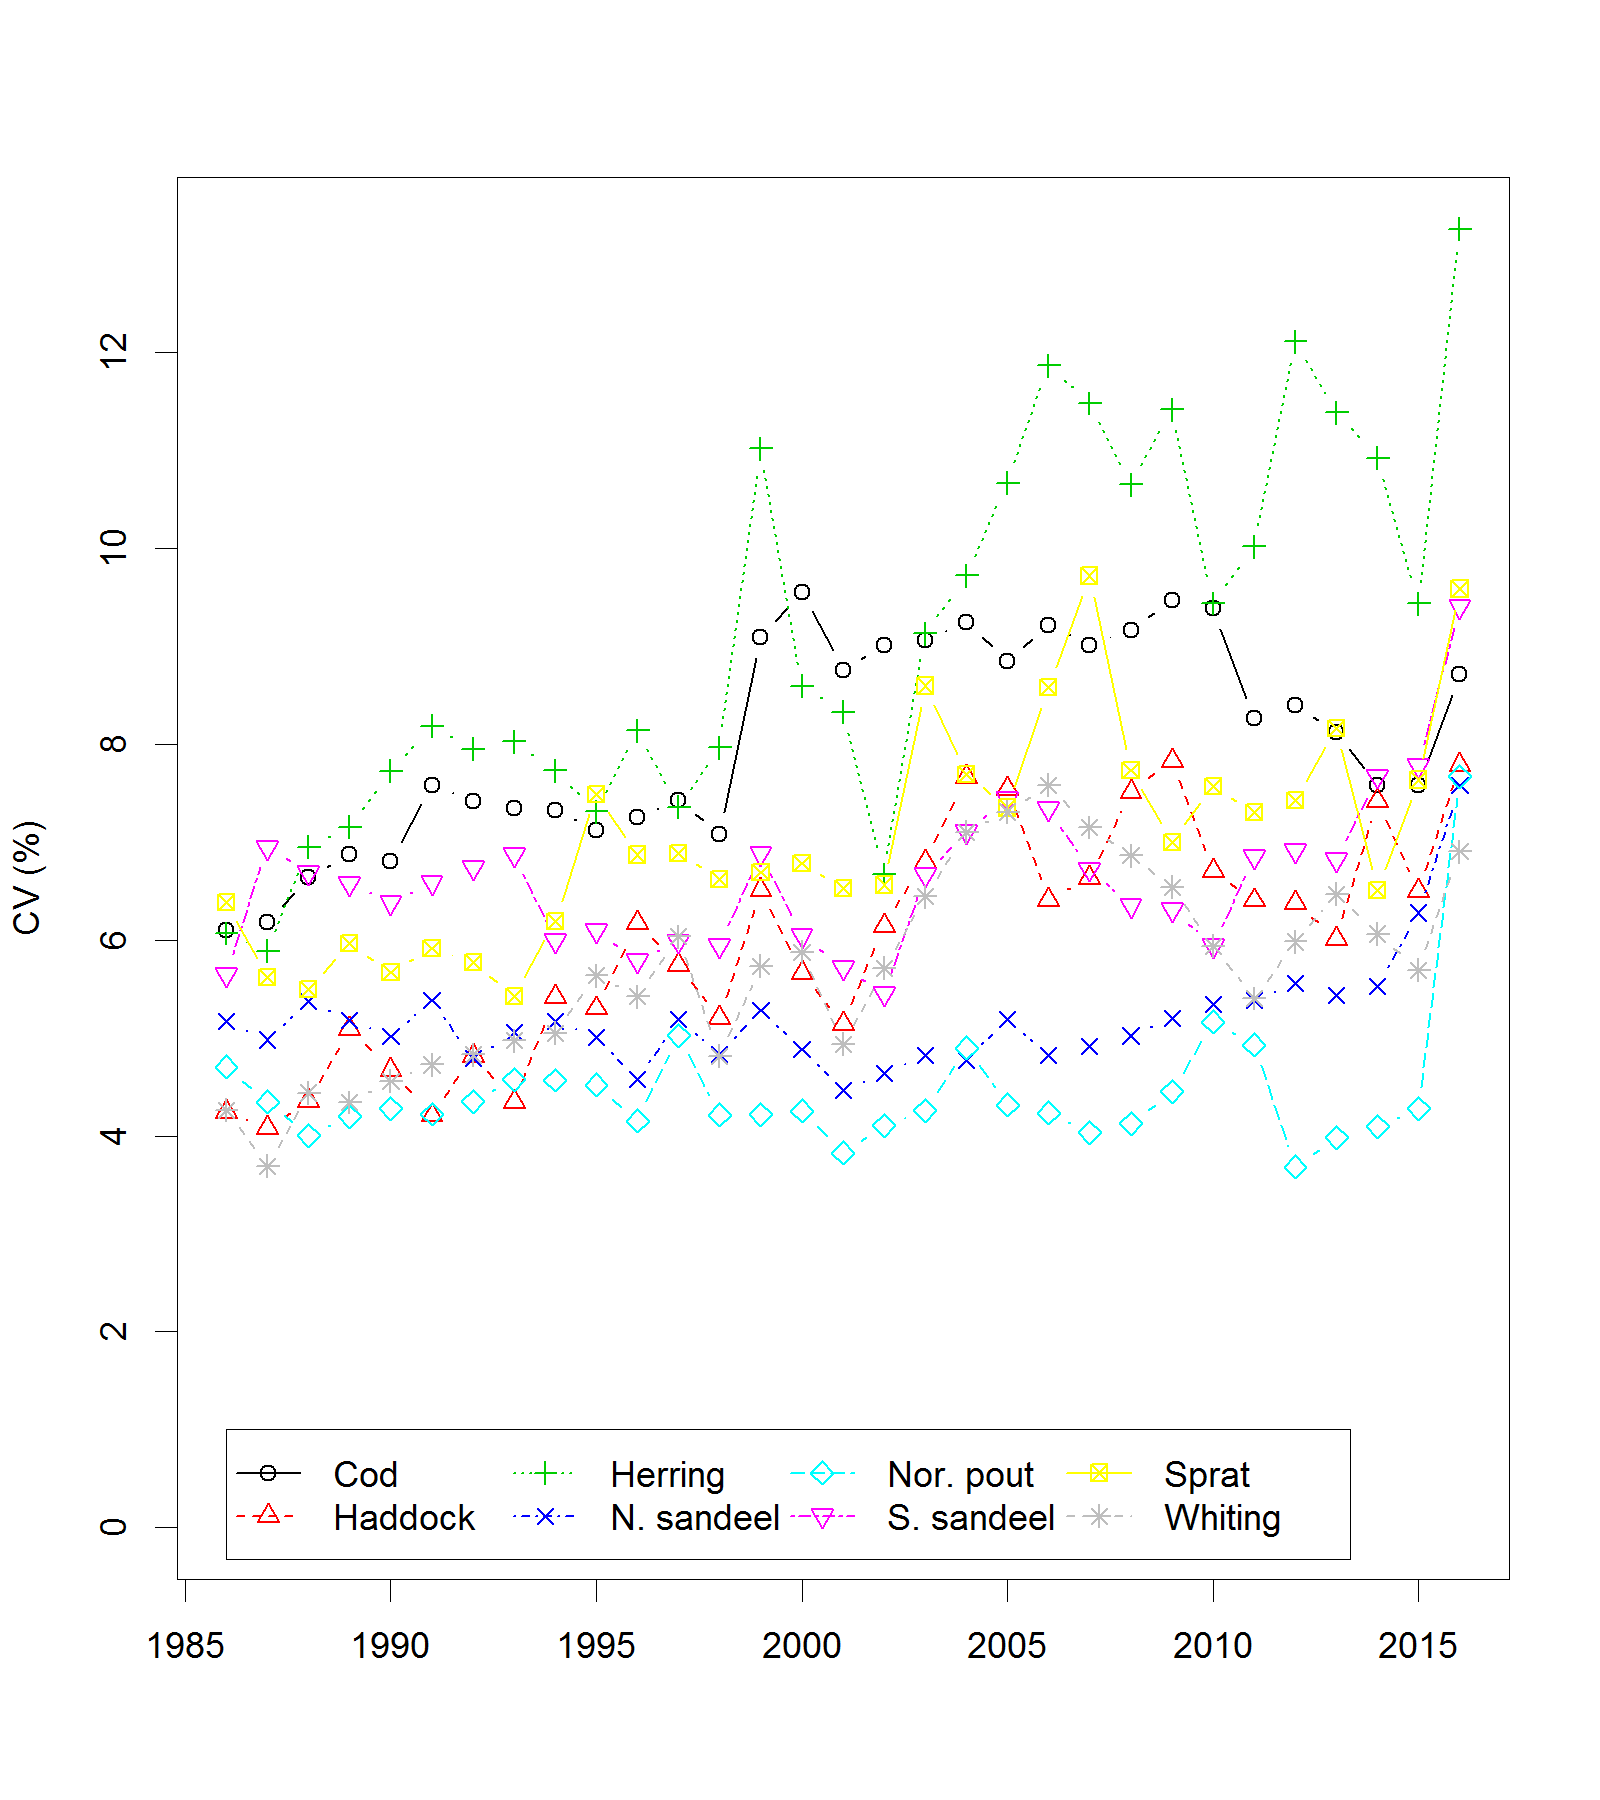 CV (%)
12
10
8
6
4
2
0
Cod Herring Nor. pout Sprat
Haddock N. sandeel S. sandeel Whiting
1985 1990 1995 2000 2005 2010 2015